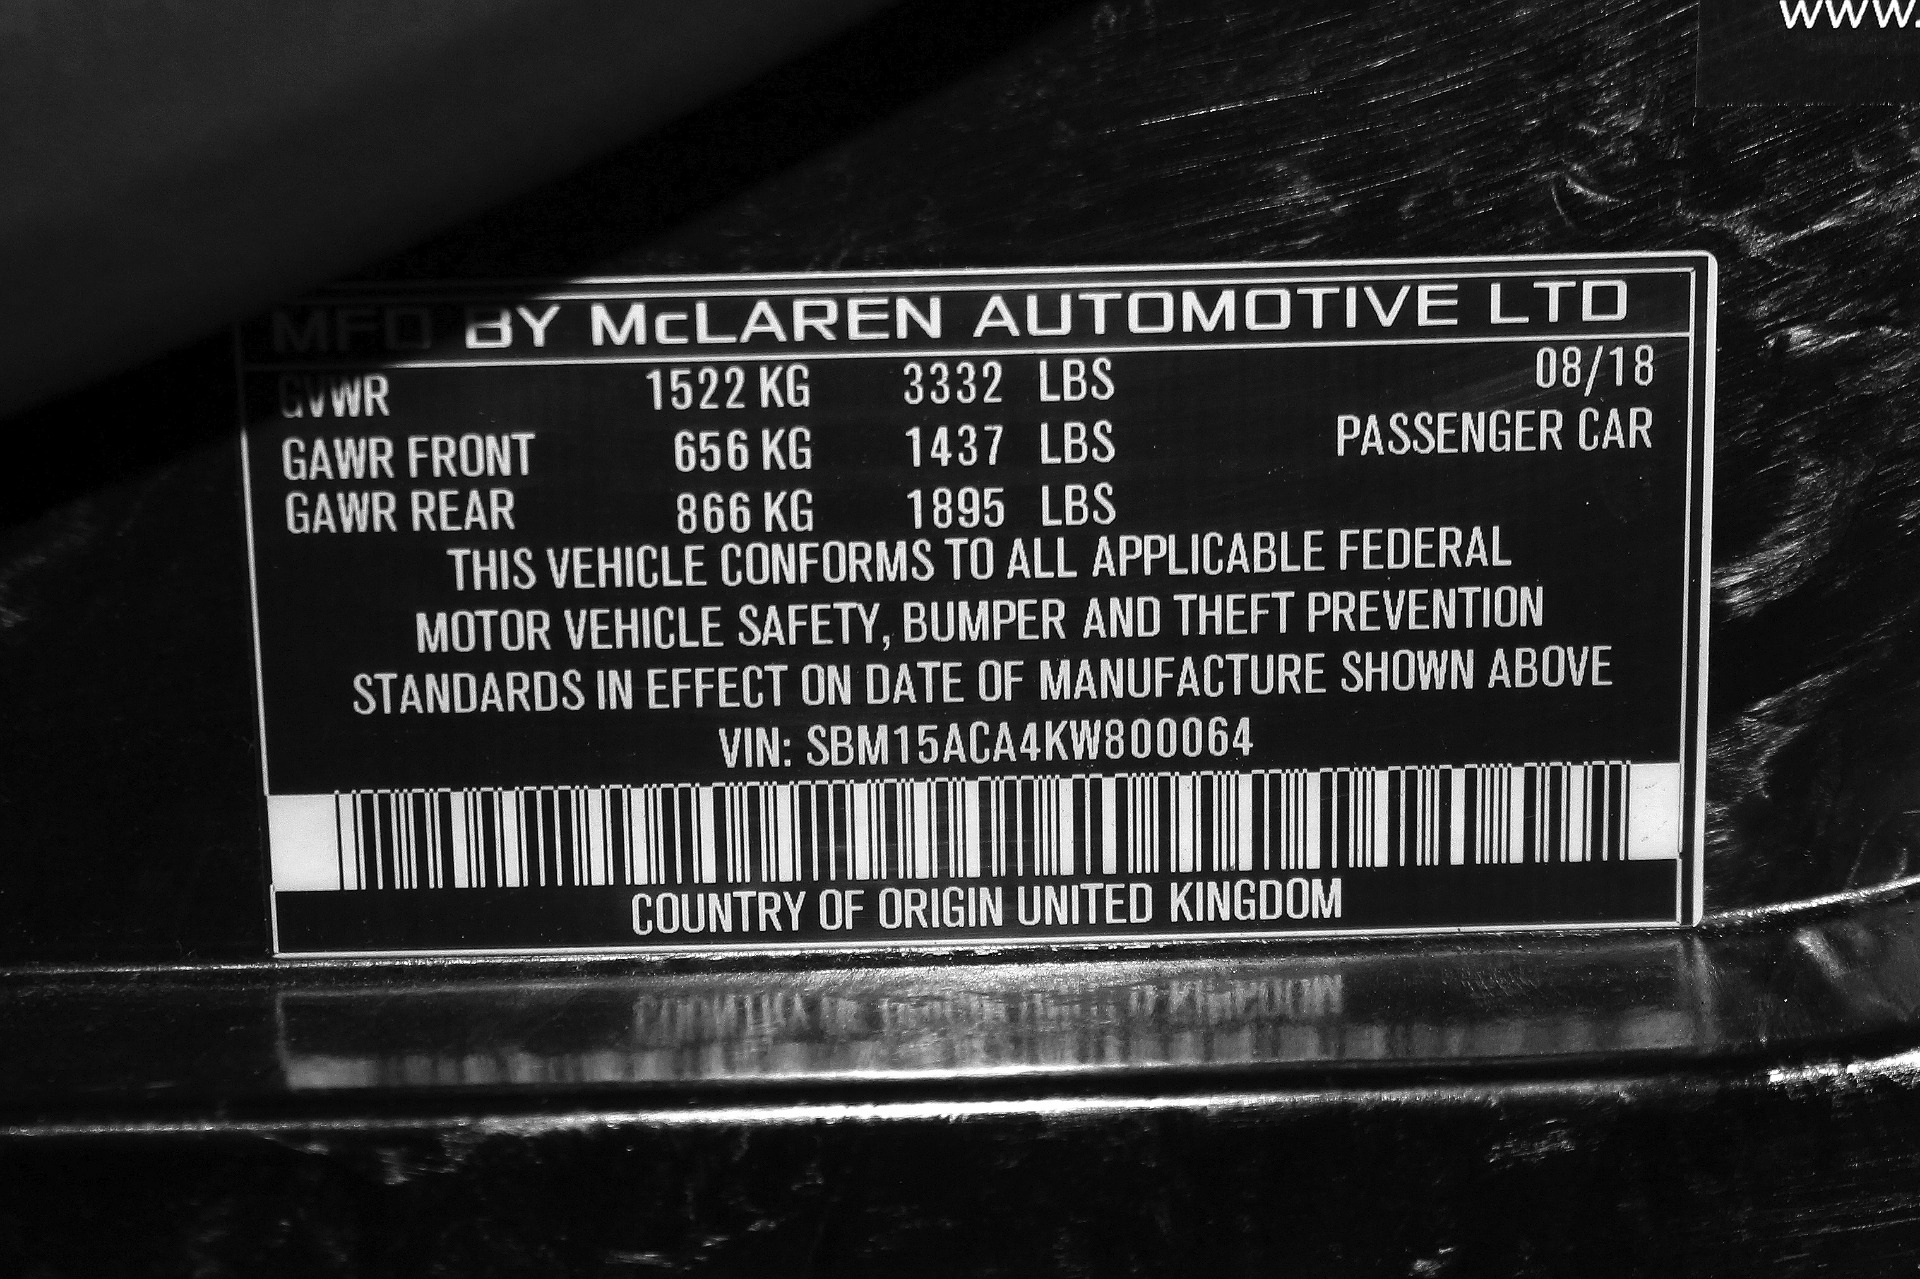 www.
MFD BY McLAREN AUTOMOTIVE LTD
GVWR 1522 KG 3332 LBS 08/18
GAWR FRONT 656 KG 1437 LBS PASSENGER CAR
GAWR REAR 866 KG 1895 LBS
THIS VEHICLE CONFORMS TO ALL APPLICABLE FEDERAL
MOTOR VEHICLE SAFETY, BUMPER AND THEFT PREVENTION
STANDARDS IN EFFECT ON DATE OF MANUFACTURE SHOWN ABOVE
VIN: SBM15ACA4KW800064
COUNTRY OF ORIGIN UNITED KINGDOM